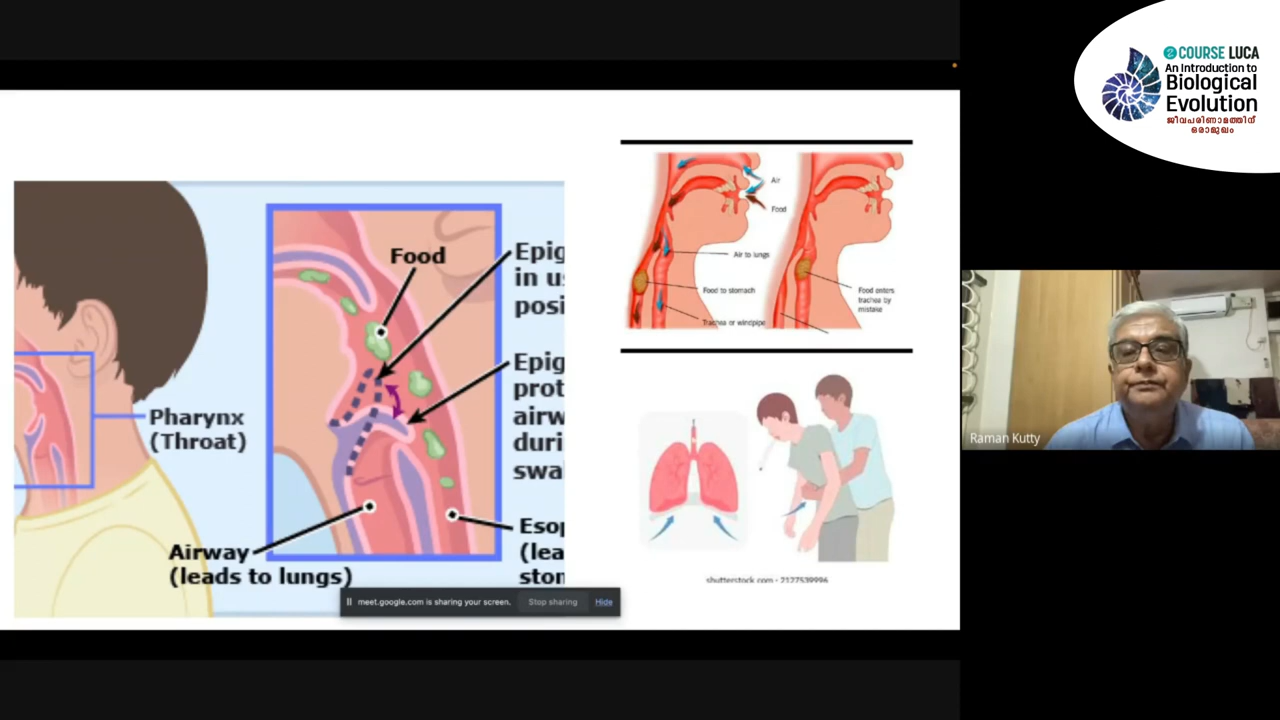 COURSE LUCA
An Introduction to
Biological
Evolution
ജീവപരിണാമത്തിന്
ഒരാമുഖം
Food
Epig
in us
posi
Epig
prot
airw
duri
swa
Pharynx
(Throat)
Airway
(leads to lungs)
Esop
(lea
ston
Air
Food
Air to lungs
Food to stomach
Trachea or windpipe
Food enters
trachea by
mistake
shutterstock.com · 2127539996
meet.google.com is sharing your screen.
Stop sharing
Hide
Raman Kutty